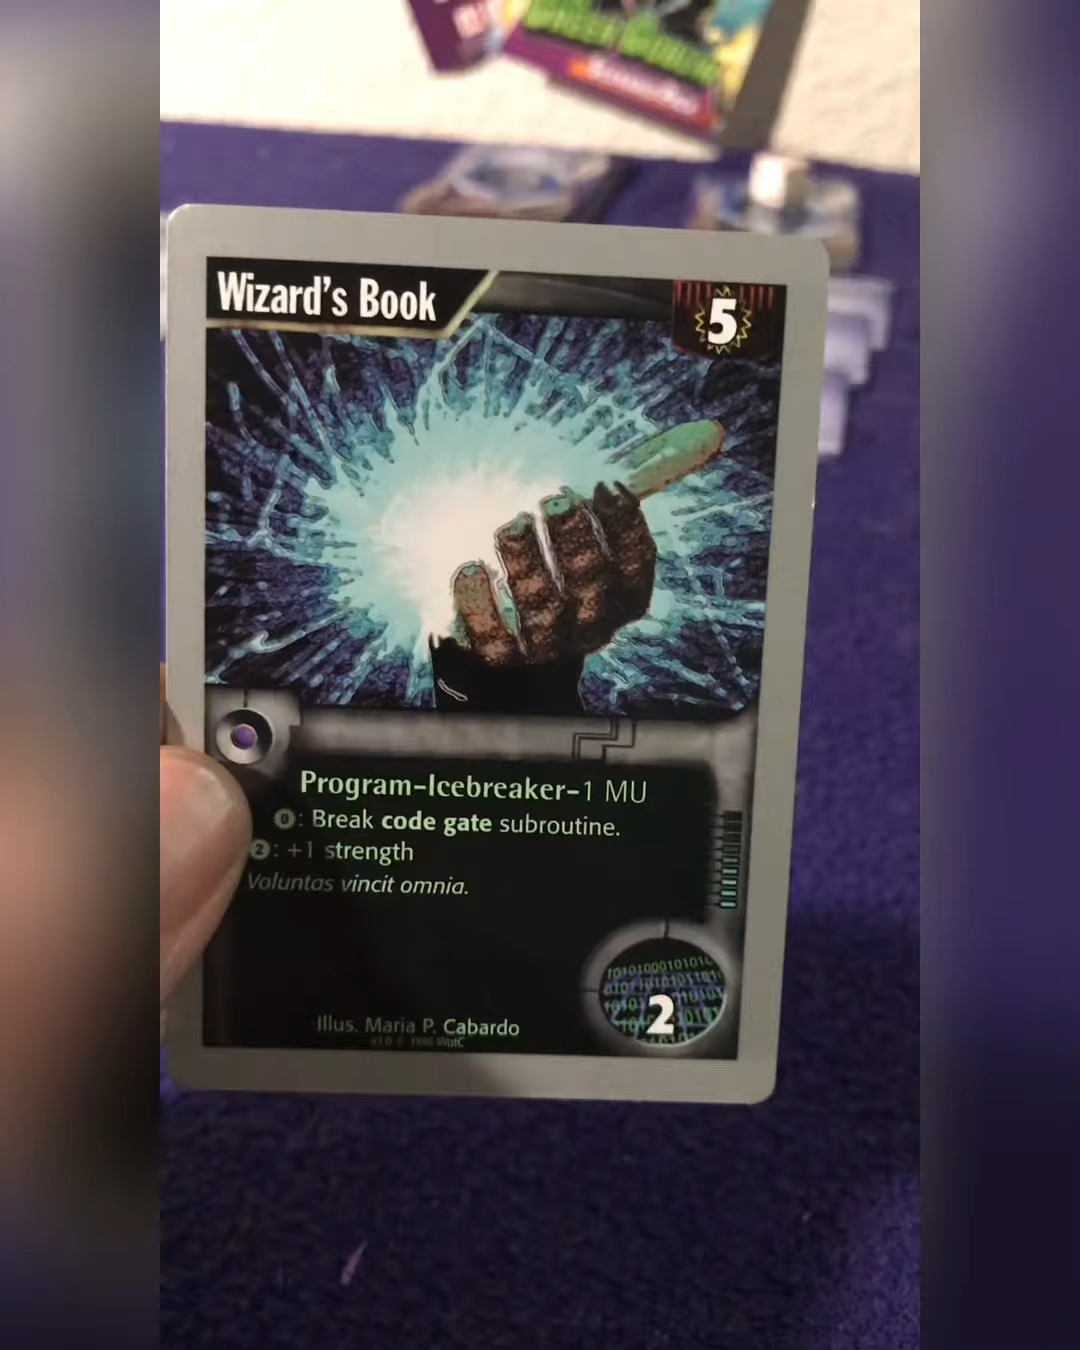 Wizard's Book
5
Program-Icebreaker-1 MU
0: Break code gate subroutine.
2: +1 strength
Voluntas vincit omnia.
2
Illus. Maria P. Cabardo